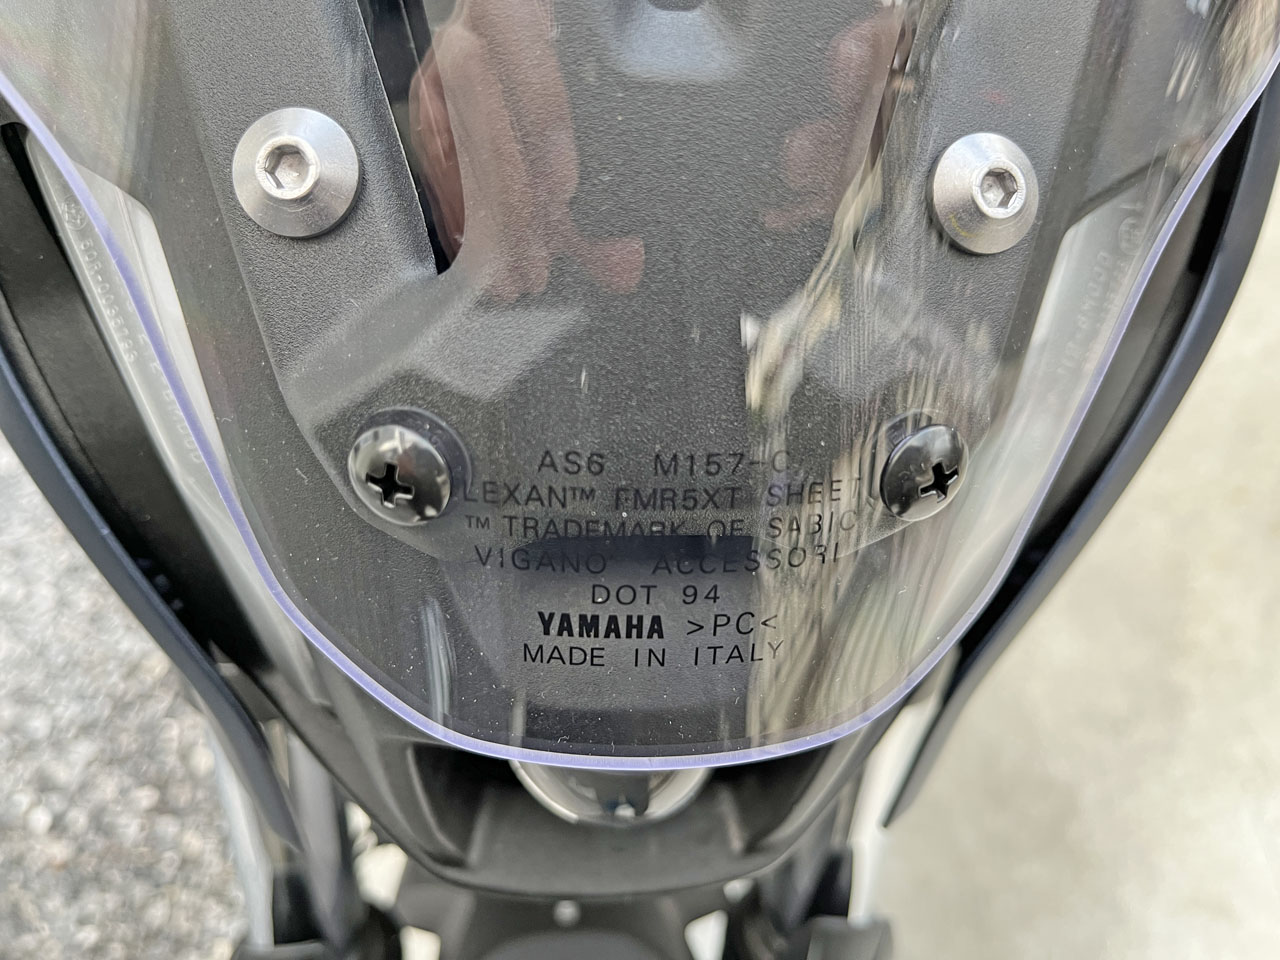 AS6 M157-C
LEXAN™ FMR5XT SHEET
™ TRADEMARK OF SABIC
VIGANO ACCESSORI
DOT 94
YAMAHA >PC<
MADE IN ITALY